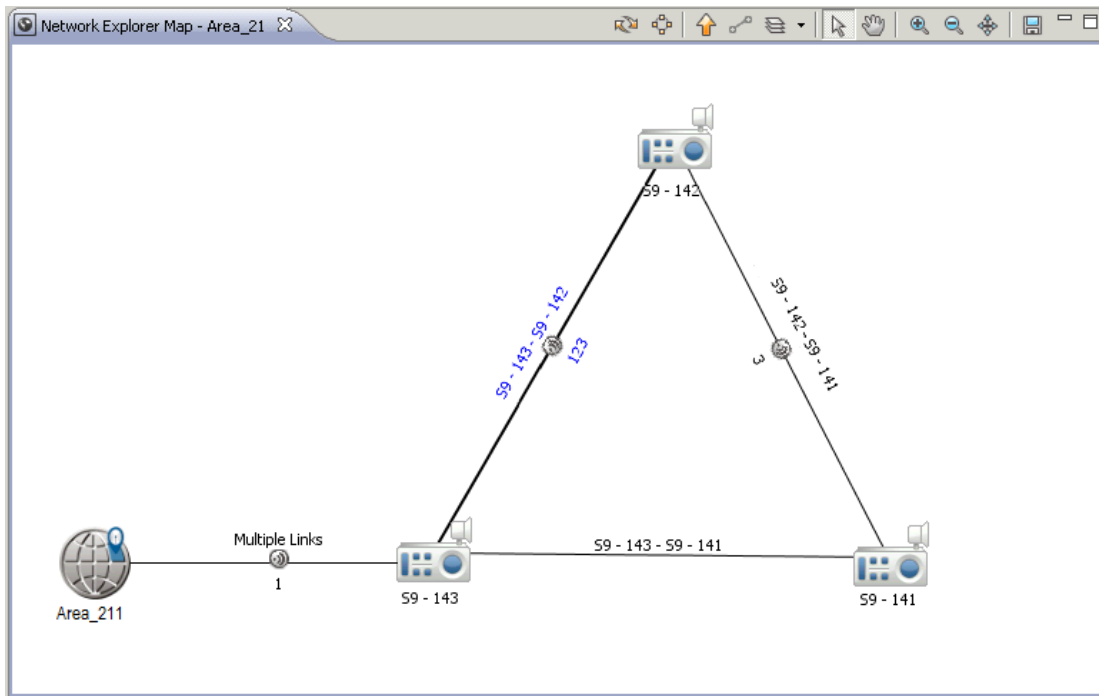 Network Explorer Map - Area_21
S9 - 142
S9 - 143 - S9 - 142
123
S9 - 142 - S9 - 141
3
Multiple Links
1
S9 - 143 - S9 - 141
Area_211
S9 - 143
S9 - 141